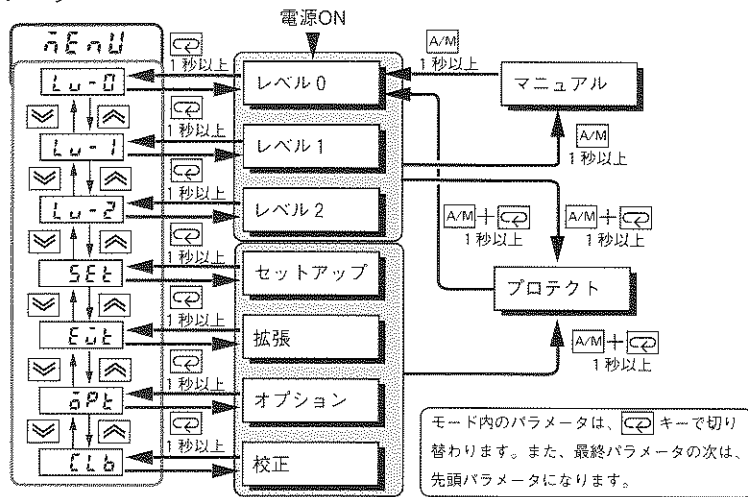 電源ON
mEnU
1秒以上
A/M
1秒以上
Lu-0
レベル0
マニュアル
1秒以上
A/M
1秒以上
Lu-1
レベル1
1秒以上
Lu-2
レベル2
A/M+
1秒以上
A/M+
1秒以上
1秒以上
SEt
セットアップ
プロテクト
1秒以上
Eut
拡張
A/M+
1秒以上
1秒以上
oPt
オプション
1秒以上
CLb
校正
モード内のパラメータは、キーで切り
替わります。また、最終パラメータの次は、
先頭パラメータになります。